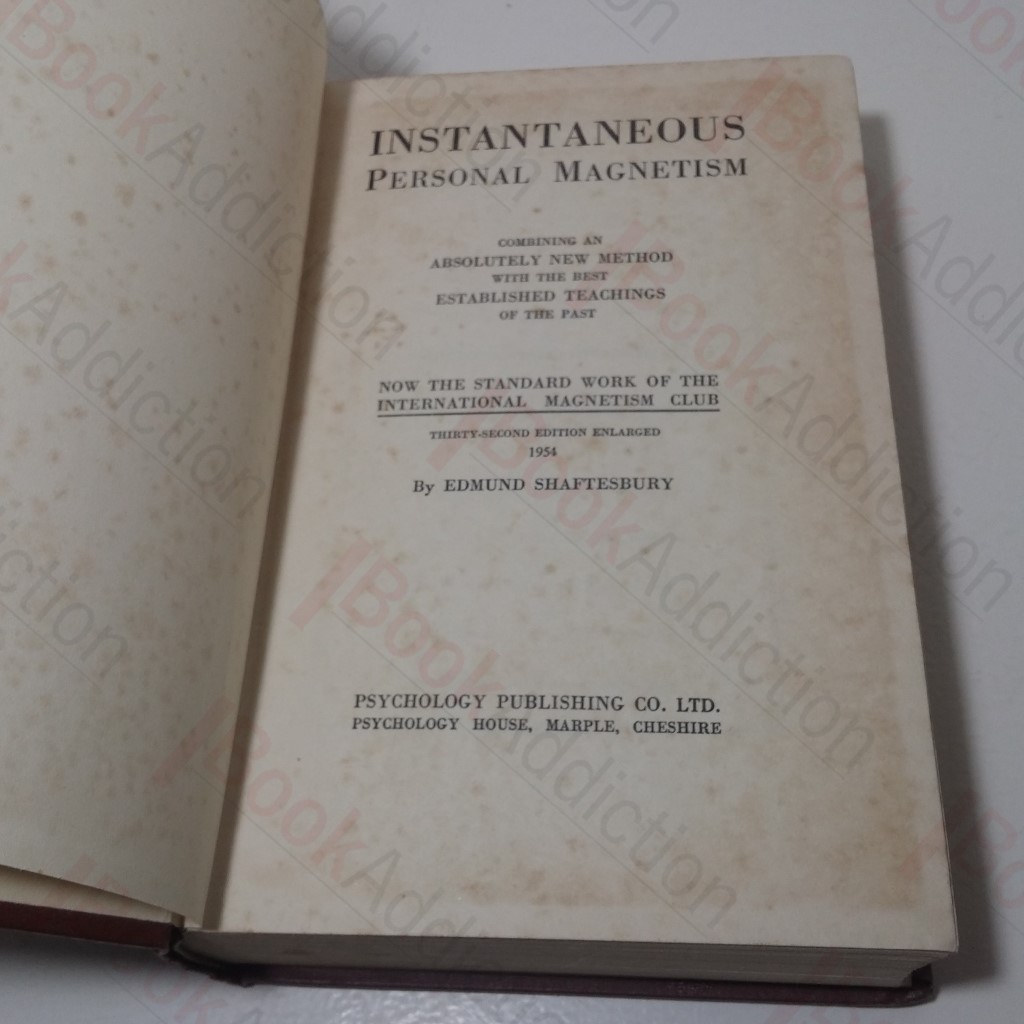 INSTANTANEOUS
PERSONAL MAGNETISM
COMBINING AN
ABSOLUTELY NEW METHOD
WITH THE BEST
ESTABLISHED TEACHINGS
OF THE PAST
NOW THE STANDARD WORK OF THE
INTERNATIONAL MAGNETISM CLUB
THIRTY-SECOND EDITION ENLARGED
1954
By EDMUND SHAFTESBURY
PSYCHOLOGY PUBLISHING CO. LTD.
PSYCHOLOGY HOUSE, MARPLE, CHESHIRE
BookAddiction